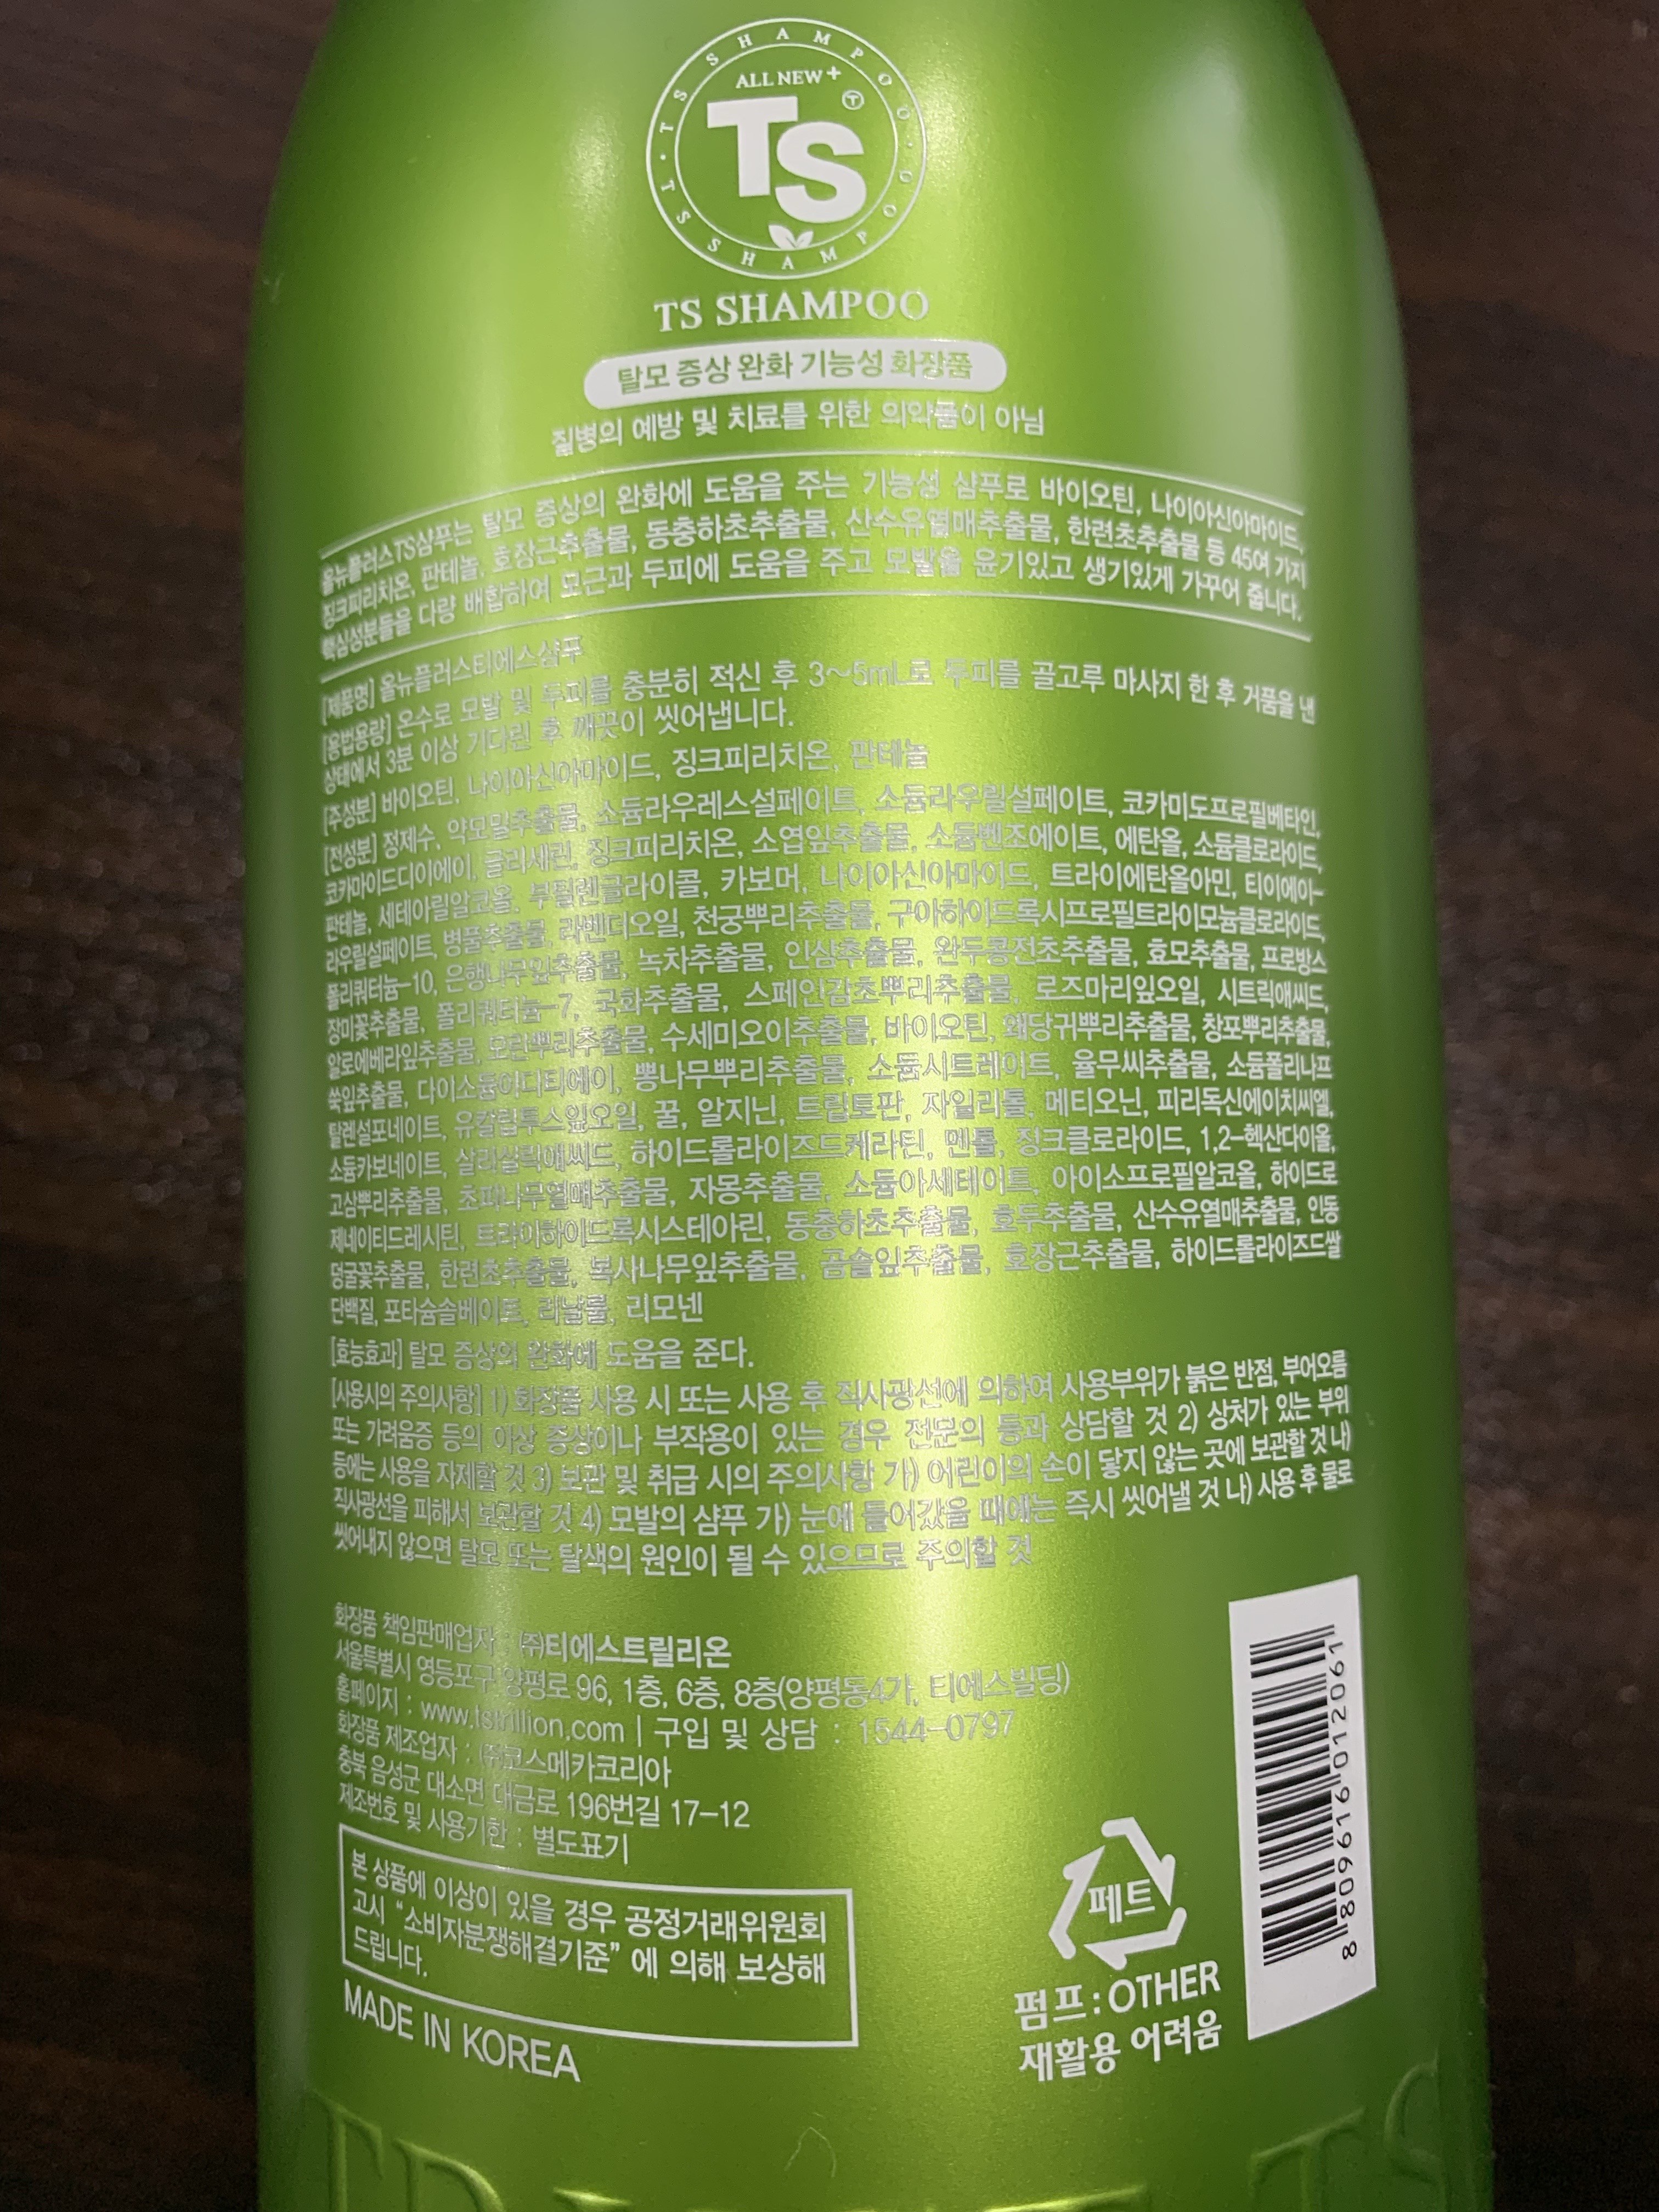 TS SHAMPOO · TS SHAMPOO ·
ALL NEW+
TS
TS SHAMPOO
탈모 증상 완화 기능성 화장품
질병의 예방 및 치료를 위한 의약품이 아님
올뉴플러스TS샴푸는 탈모 증상의 완화에 도움을 주는 기능성 샴푸로 바이오틴, 나이아신아마이드,
징크피리치온, 판테놀, 호장근추출물, 동충하초추출물, 산수유열매추출물, 한련초추출물 등 45여 가지
핵심성분들을 다량 배합하여 모근과 두피에 도움을 주고 모발을 윤기있고 생기있게 가꾸어 줍니다.
[제품명] 올뉴플러스티에스샴푸
[용법용량] 온수로 모발 및 두피를 충분히 적신 후 3~5mL로 두피를 골고루 마사지 한 후 거품을 낸
상태에서 3분 이상 기다린 후 깨끗이 씻어냅니다.
[주성분] 바이오틴, 나이아신아마이드, 징크피리치온, 판테놀
[전성분] 정제수, 약모밀추출물, 소듐라우레스설페이트, 소듐라우릴설페이트, 코카미도프로필베타인,
코카마이드디이에이, 글리세린, 징크피리치온, 소엽잎추출물, 소듐벤조에이트, 에탄올, 소듐클로라이드,
판테놀, 세테아릴알코올, 부틸렌글라이콜, 카보머, 나이아신아마이드, 트라이에탄올아민, 티이에이-
라우릴설페이트, 병풀추출물, 라벤더오일, 천궁뿌리추출물, 구아하이드록시프로필트라이모늄클로라이드,
폴리쿼터늄-10, 은행나무잎추출물, 녹차추출물, 인삼추출물, 완두콩전초추출물, 효모추출물, 프로방스
장미꽃추출물, 폴리쿼터늄-7, 국화추출물, 스페인감초뿌리추출물, 로즈마리잎오일, 시트릭애씨드,
알로에베라잎추출물, 모란뿌리추출물, 수세미오이추출물, 바이오틴, 왜당귀뿌리추출물, 창포뿌리추출물,
쑥잎추출물, 다이소듐이디티에이, 뽕나무뿌리추출물, 소듐시트레이트, 율무씨추출물, 소듐폴리나프
탈렌설포네이트, 유칼립투스잎오일, 꿀, 알지닌, 트립토판, 자일리톨, 메티오닌, 피리독신에이치씨엘,
소듐카보네이트, 살리실릭애씨드, 하이드롤라이즈드케라틴, 멘톨, 징크클로라이드, 1,2-헥산다이올,
고삼뿌리추출물, 초피나무열매추출물, 자몽추출물, 소듐아세테이트, 아이소프로필알코올, 하이드로
제네이티드레시틴, 트라이하이드록시스테아린, 동충하초추출물, 호두추출물, 산수유열매추출물, 인동
덩굴꽃추출물, 한련초추출물, 복사나무잎추출물, 곰솔잎추출물, 호장근추출물, 하이드롤라이즈드쌀
단백질, 포타슘솔베이트, 리날룰, 리모넨
[효능효과] 탈모 증상의 완화에 도움을 준다.
[사용시의 주의사항] 1) 화장품 사용 시 또는 사용 후 직사광선에 의하여 사용부위가 붉은 반점, 부어오름
또는 가려움증 등의 이상 증상이나 부작용이 있는 경우 전문의 등과 상담할 것 2) 상처가 있는 부위
등에는 사용을 자제할 것 3) 보관 및 취급 시의 주의사항 가) 어린이의 손이 닿지 않는 곳에 보관할 것 나)
직사광선을 피해서 보관할 것 4) 모발의 샴푸 가) 눈에 들어갔을 때에는 즉시 씻어낼 것 나) 사용 후 물로
씻어내지 않으면 탈모 또는 탈색의 원인이 될 수 있으므로 주의할 것
화장품 책임판매업자 : ㈜티에스트릴리온
서울특별시 영등포구 양평로 96, 1층, 6층, 8층(양평동4가, 티에스빌딩)
홈페이지 : www.tstrillion.com | 구입 및 상담 : 1544-0797
화장품 제조업자 : ㈜코스메카코리아
충북 음성군 대소면 대금로 196번길 17-12
제조번호 및 사용기한 : 별도표기
본 상품에 이상이 있을 경우 공정거래위원회
고시 “소비자분쟁해결기준” 에 의해 보상해
드립니다.
MADE IN KOREA
페트
펌프 : OTHER
재활용 어려움
8 809616 012061